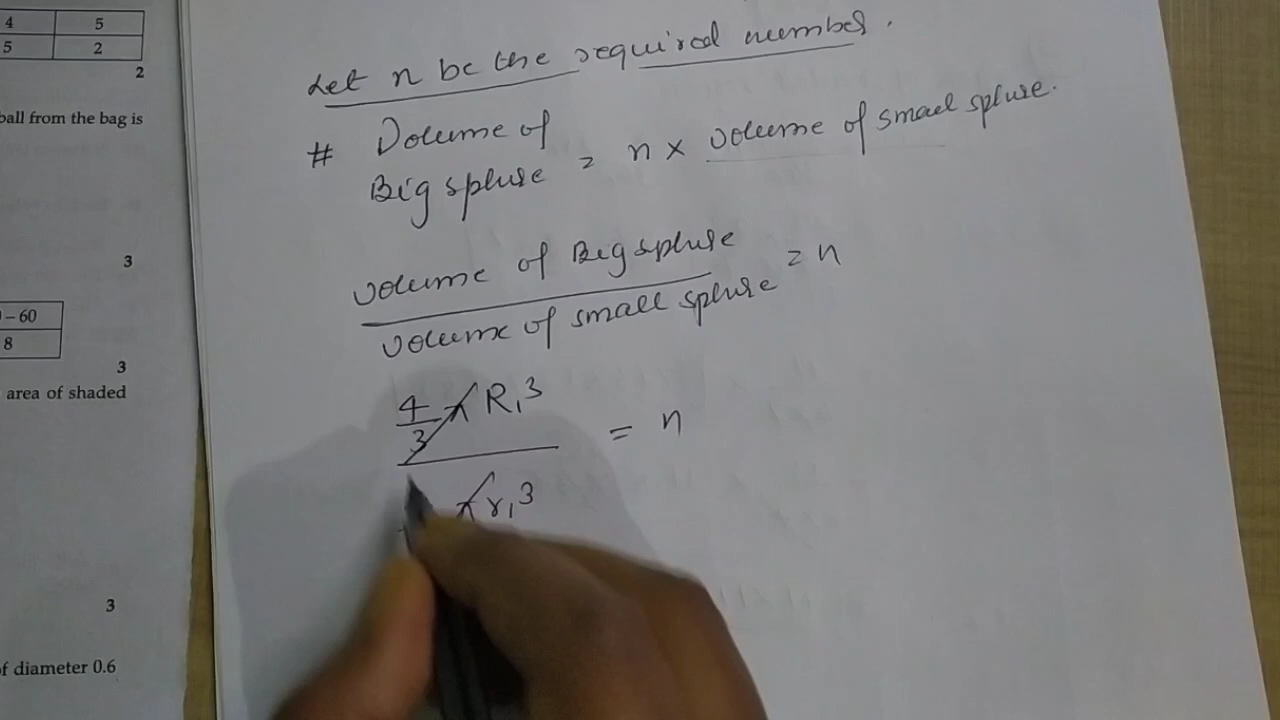 4 5
5 2
2
ball from the bag is
3
– 60
8
3
area of shaded
3
of diameter 0.6
Let n be the required number.
# Volume of
Big sphere = n × volume of small sphere.
volume of Big sphere
volume of small sphere = n
4/3 π R₁³
= n
π r₁³